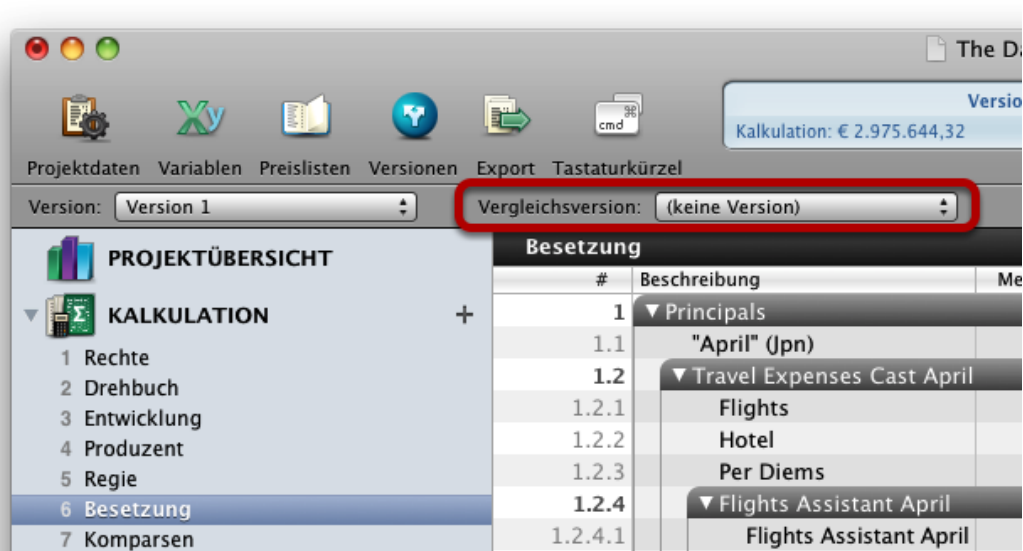 The Da
Versio
Kalkulation: € 2.975.644,32
Xy
cmd ⌘
Projektdaten Variablen Preislisten Versionen Export Tastaturkürzel
Version: Version 1 Vergleichsversion: (keine Version)
PROJEKTÜBERSICHT
Σ
KALKULATION +
1 Rechte
2 Drehbuch
3 Entwicklung
4 Produzent
5 Regie
6 Besetzung
7 Komparsen
Besetzung
# Beschreibung Me
1 Principals
1.1 "April" (Jpn)
1.2 Travel Expenses Cast April
1.2.1 Flights
1.2.2 Hotel
1.2.3 Per Diems
1.2.4 Flights Assistant April
1.2.4.1 Flights Assistant April